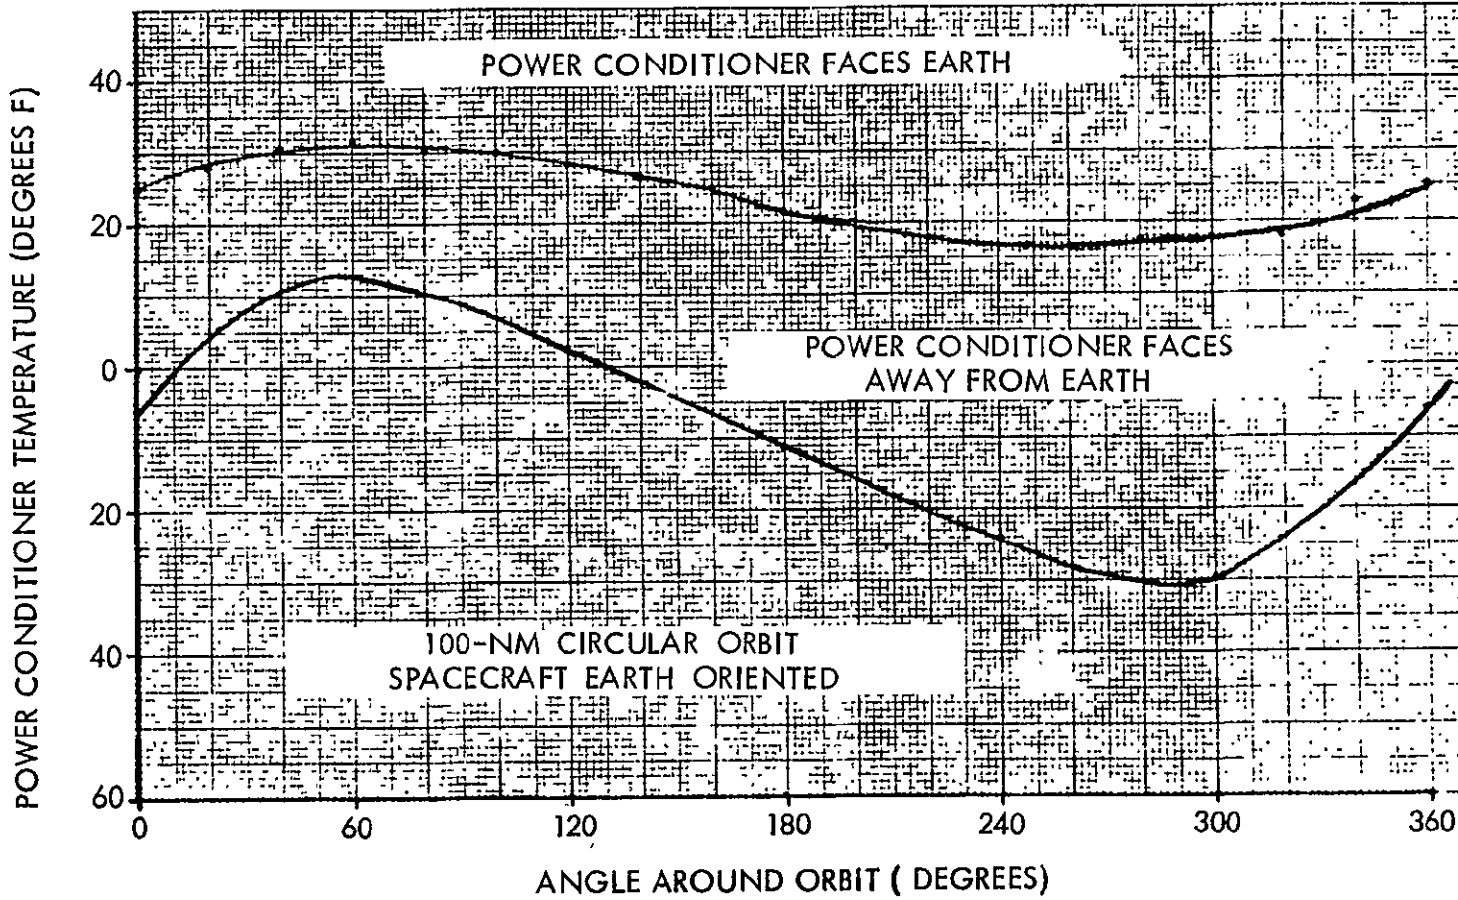 POWER CONDITIONER FACES EARTH
POWER CONDITIONER TEMPERATURE (DEGREES F)
40
20
0
20
40
60
POWER CONDITIONER FACES
AWAY FROM EARTH
100-NM CIRCULAR ORBIT
SPACECRAFT EARTH ORIENTED
0
60
120
180
240
300
360
ANGLE AROUND ORBIT ( DEGREES)